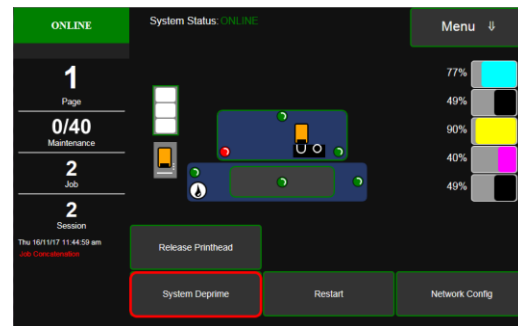 ONLINE
System Status: ONLINE
Menu ⇓
1
Page
0/40
Maintenance
2
Job
2
Session
Thu 16/11/17 11:44:59 am
Job Concatenation
77%
49%
90%
40%
49%
Release Printhead
System Deprime
Restart
Network Config